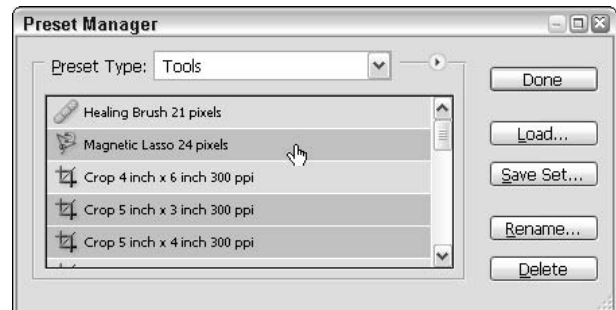 Preset Manager
Preset Type: Tools
Done
Healing Brush 21 pixels
Magnetic Lasso 24 pixels
Load...
Crop 4 inch x 6 inch 300 ppi
Save Set...
Crop 5 inch x 3 inch 300 ppi
Crop 5 inch x 4 inch 300 ppi
Rename...
Delete